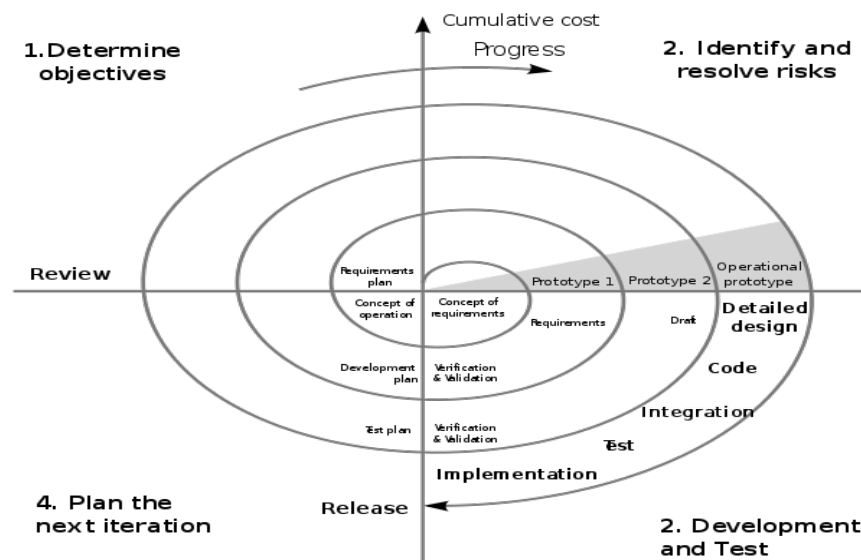 Cumulative cost
Progress
1.Determine
objectives
2. Identify and
resolve risks
Review
Requirements
plan
Prototype 1
Prototype 2
Operational
prototype
Concept of
operation
Concept of
requirements
Requirements
Draft
Detailed
design
Development
plan
Verification
& Validation
Code
Integration
Test plan
Verification
& Validation
Test
Implementation
Release
4. Plan the
next iteration
2. Development
and Test